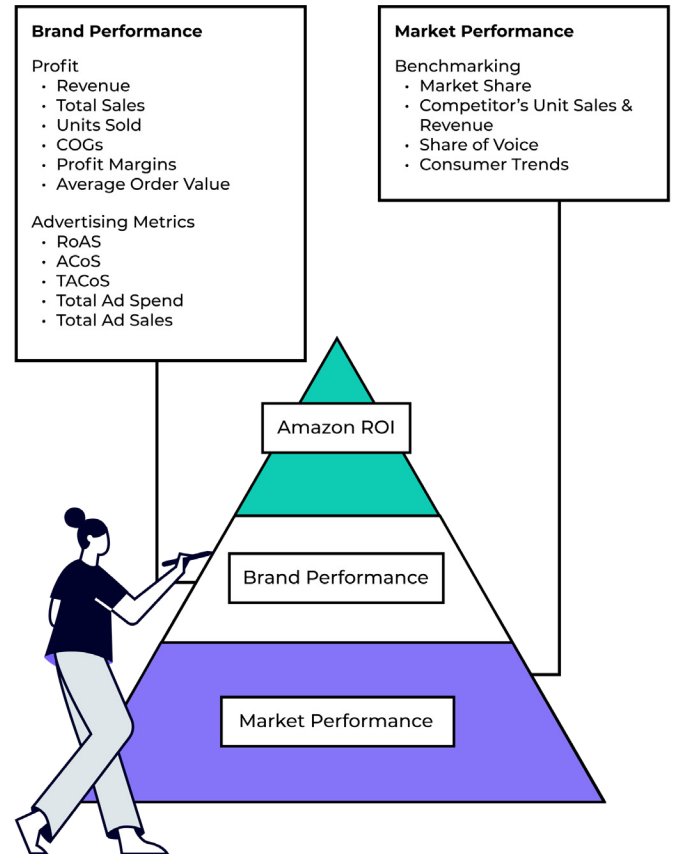 Brand Performance
Profit
• Revenue
• Total Sales
• Units Sold
• COGs
• Profit Margins
• Average Order Value
Advertising Metrics
• RoAS
• ACoS
• TACoS
• Total Ad Spend
• Total Ad Sales
Market Performance
Benchmarking
• Market Share
• Competitor’s Unit Sales &
Revenue
• Share of Voice
• Consumer Trends
Amazon ROI
Brand Performance
Market Performance